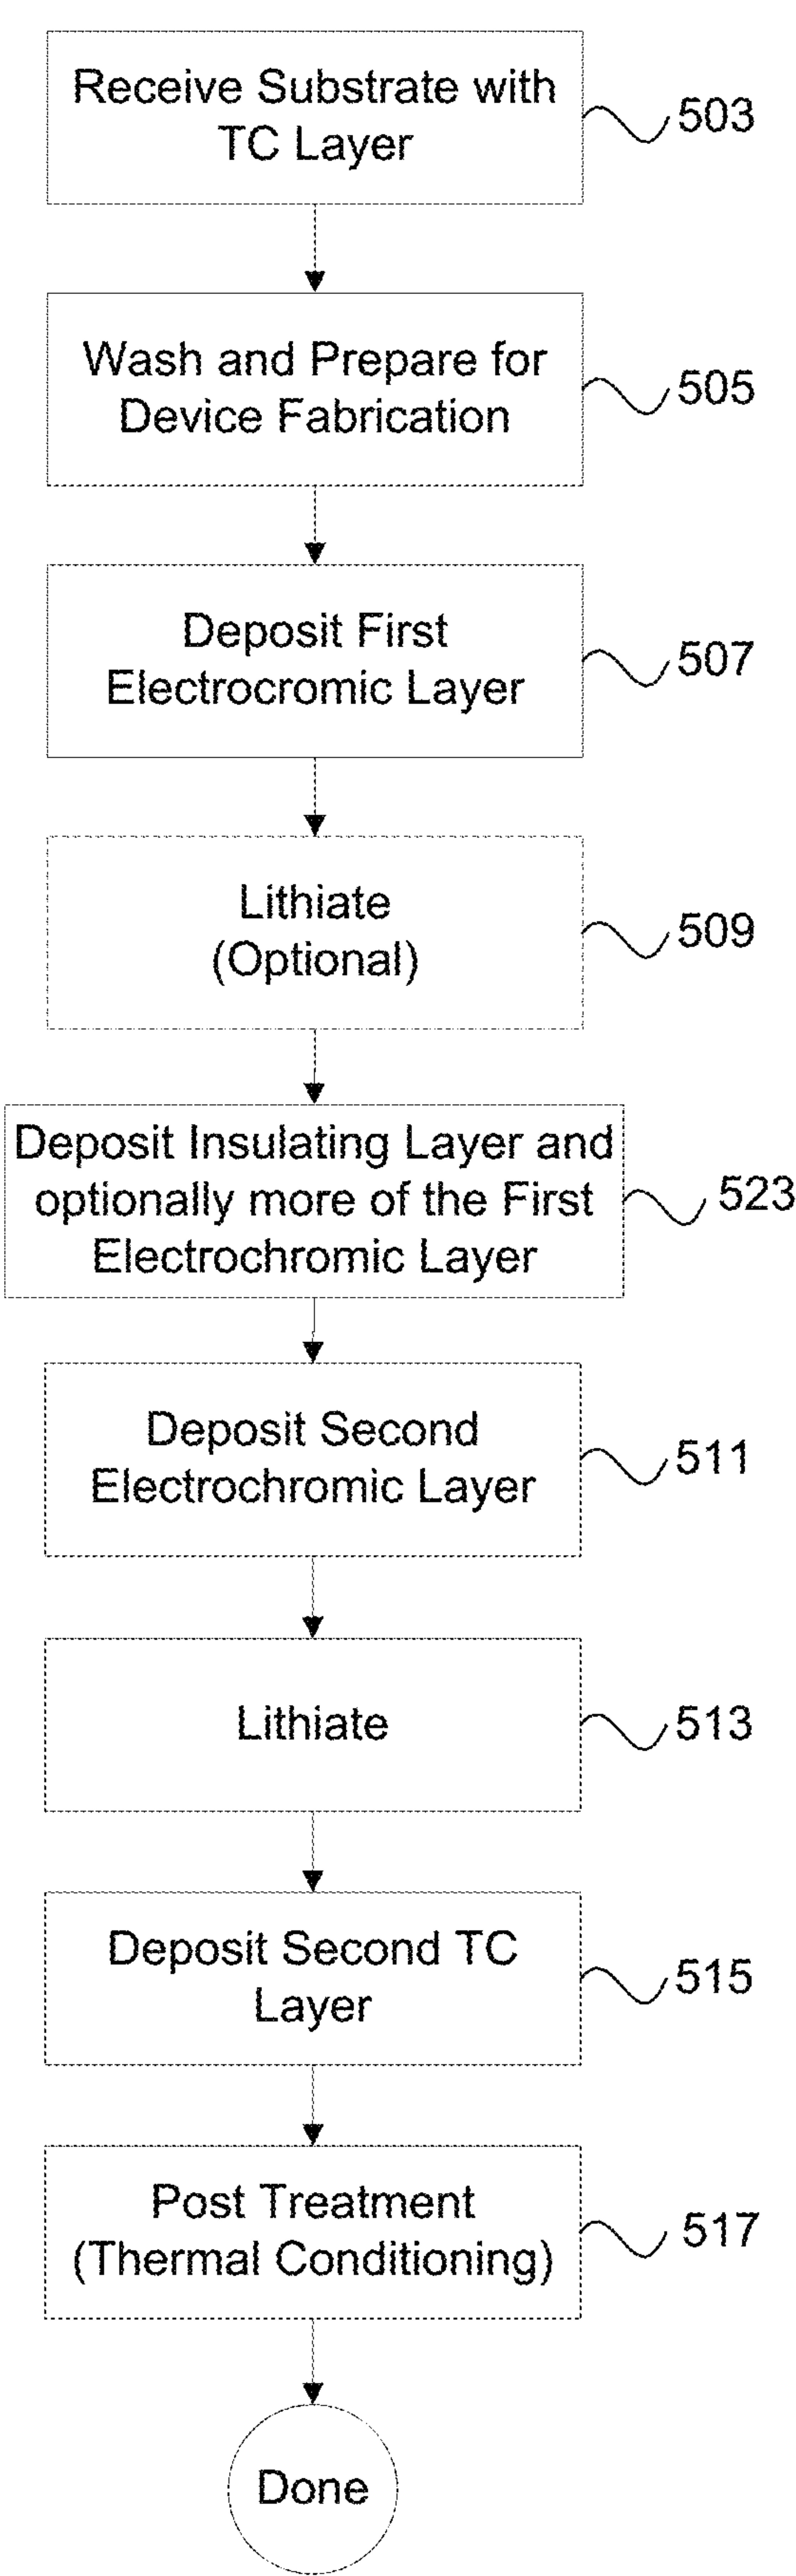 Receive Substrate with
TC Layer
503
Wash and Prepare for
Device Fabrication
505
Deposit First
Electrocromic Layer
507
Lithiate
(Optional)
509
Deposit Insulating Layer and
optionally more of the First
Electrochromic Layer
523
Deposit Second
Electrochromic Layer
511
Lithiate
513
Deposit Second TC
Layer
515
Post Treatment
(Thermal Conditioning)
517
Done